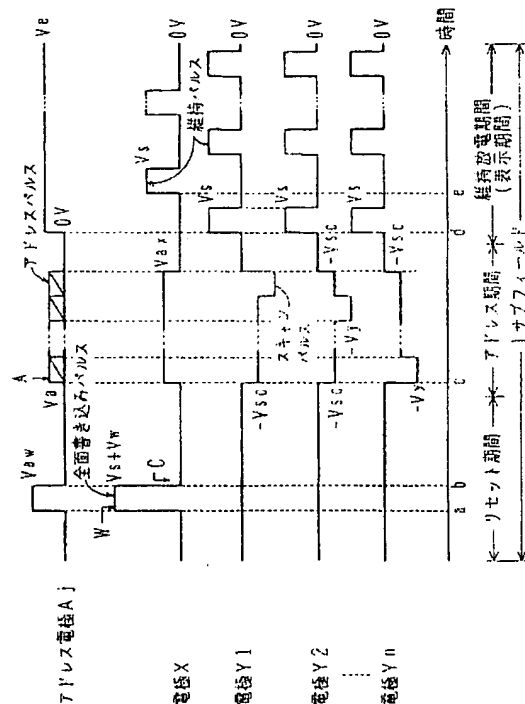 アドレス電極Aj
Vaw
Va
A
アドレスパルス
0V
Ve
電極X
W
全面書き込みパルス
Vs+Vw
C
Vax
Vs
維持パルス
0V
電極Y1
-Vsc
スキャンパルス
-Vsc
Vs
0V
電極Y2
-Vsc
-Vy
-Vsc
Vs
0V
電極Yn
-Vy
Vs
0V
a
b
c
d
e
時間
リセット期間
アドレス期間
維持放電期間
(表示期間)
1サブフィールド